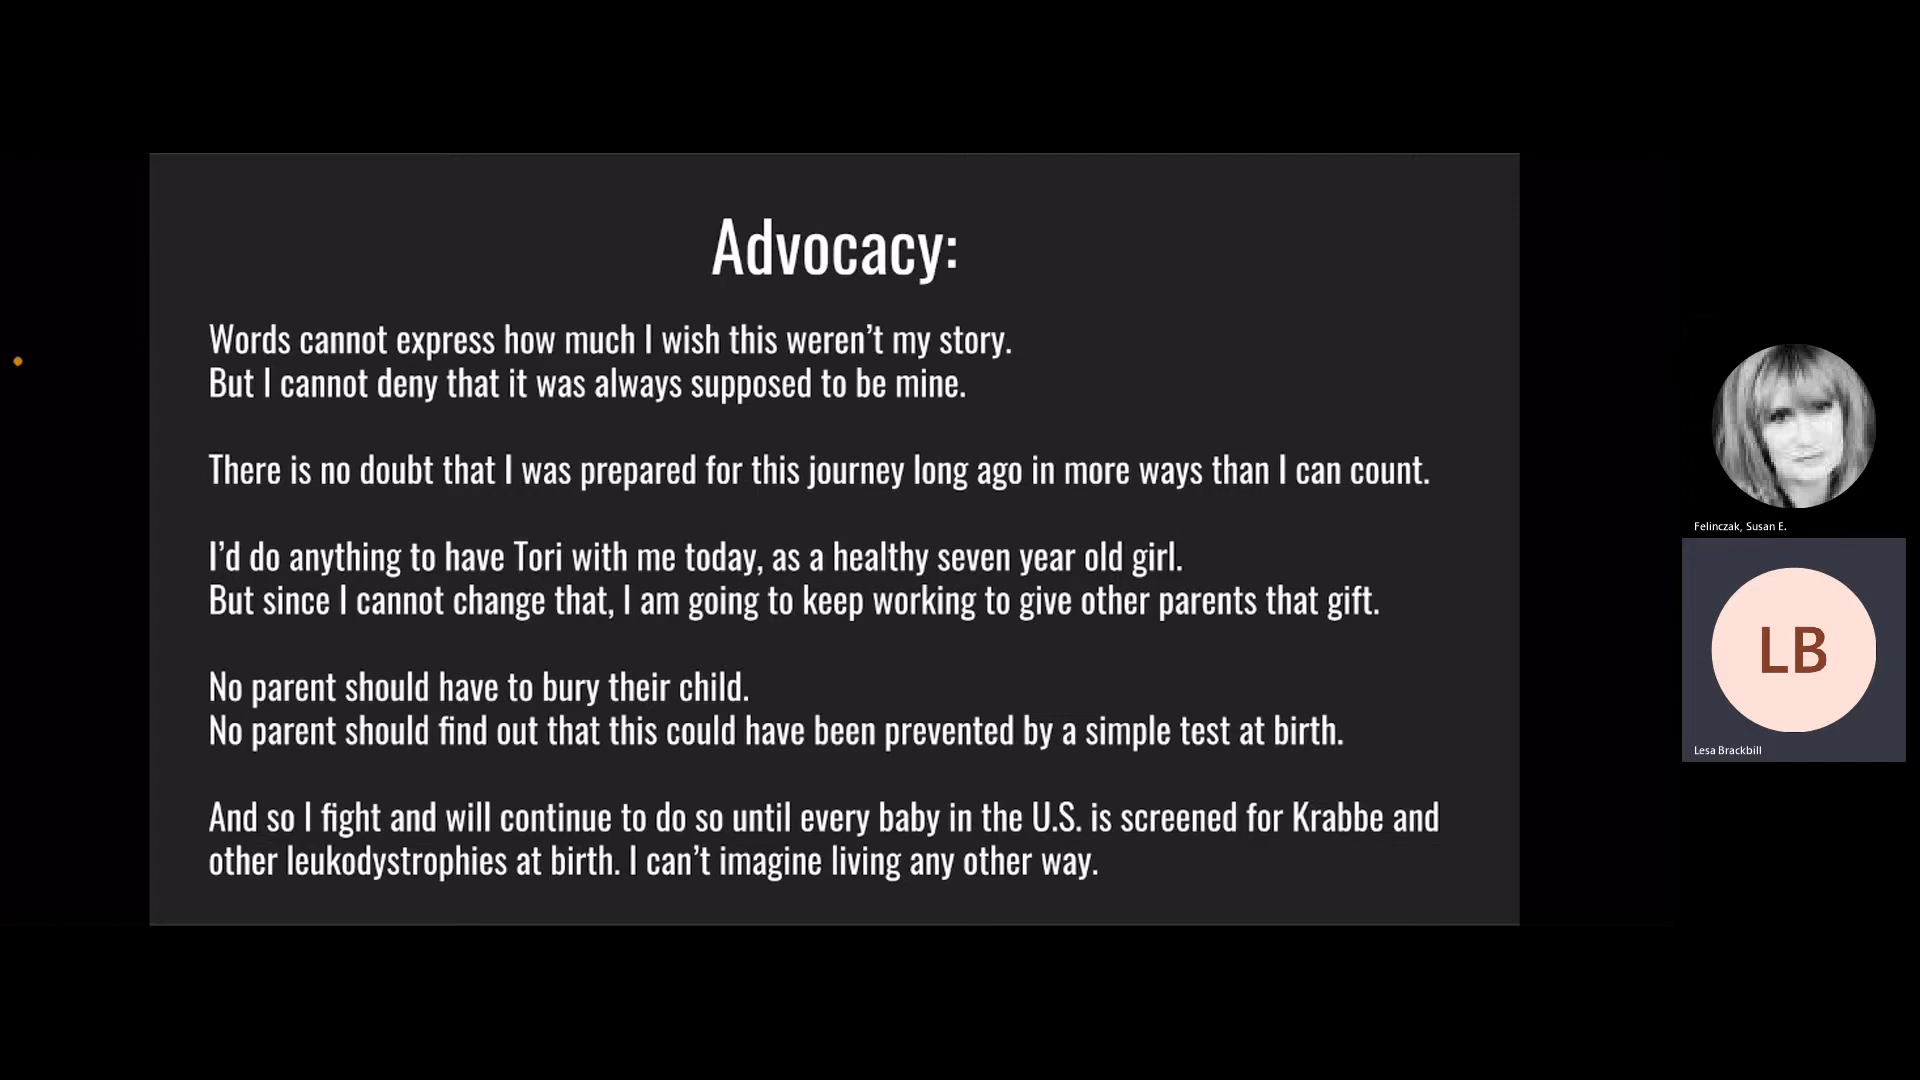 Advocacy:
Words cannot express how much I wish this weren’t my story.
But I cannot deny that it was always supposed to be mine.
There is no doubt that I was prepared for this journey long ago in more ways than I can count.
I’d do anything to have Tori with me today, as a healthy seven year old girl.
But since I cannot change that, I am going to keep working to give other parents that gift.
No parent should have to bury their child.
No parent should find out that this could have been prevented by a simple test at birth.
And so I fight and will continue to do so until every baby in the U.S. is screened for Krabbe and
other leukodystrophies at birth. I can’t imagine living any other way.
Felinczak, Susan E.
LB
Lesa Brackbill